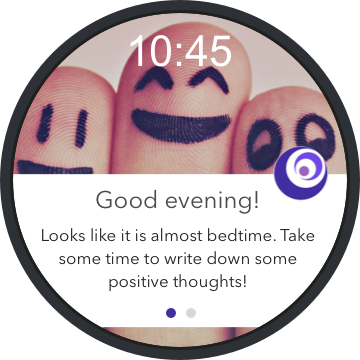 10:45
Good evening!
Looks like it is almost bedtime. Take
some time to write down some
positive thoughts!